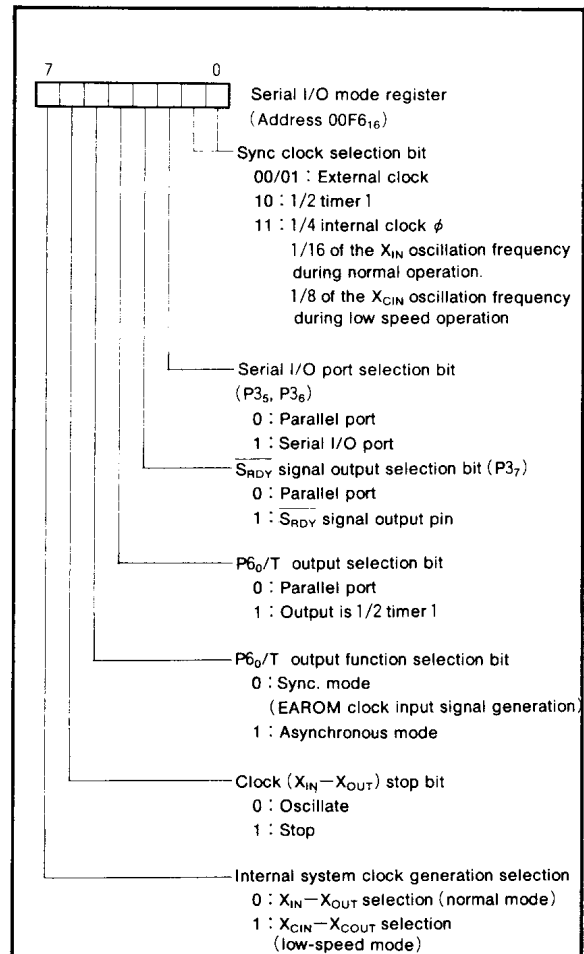 7 0
Serial I/O mode register
(Address 00F6₁₆)
Sync clock selection bit
00/01 : External clock
10 : 1/2 timer 1
11 : 1/4 internal clock ϕ
1/16 of the X_IN oscillation frequency
during normal operation.
1/8 of the X_CIN oscillation frequency
during low speed operation
Serial I/O port selection bit
(P3₅, P3₆)
0 : Parallel port
1 : Serial I/O port
S̅_R̅D̅Y̅ signal output selection bit (P3₇)
0 : Parallel port
1 : S̅_R̅D̅Y̅ signal output pin
P6₀/T output selection bit
0 : Parallel port
1 : Output is 1/2 timer 1
P6₀/T output function selection bit
0 : Sync. mode
(EAROM clock input signal generation)
1 : Asynchronous mode
Clock (X_IN—X_OUT) stop bit
0 : Oscillate
1 : Stop
Internal system clock generation selection
0 : X_IN—X_OUT selection (normal mode)
1 : X_CIN—X_COUT selection
(low-speed mode)